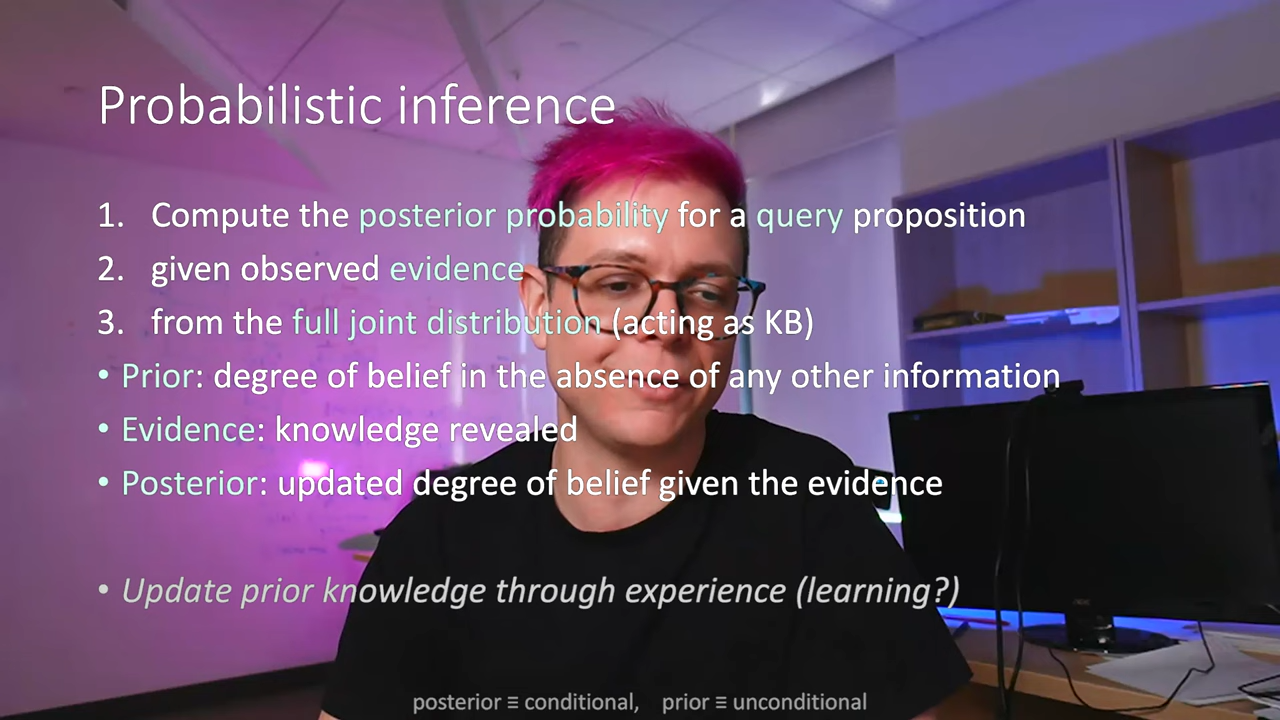 Probabilistic inference
1. Compute the posterior probability for a query proposition
2. given observed evidence
3. from the full joint distribution (acting as KB)
• Prior: degree of belief in the absence of any other information
• Evidence: knowledge revealed
• Posterior: updated degree of belief given the evidence
• Update prior knowledge through experience (learning?)
posterior ≡ conditional, prior ≡ unconditional